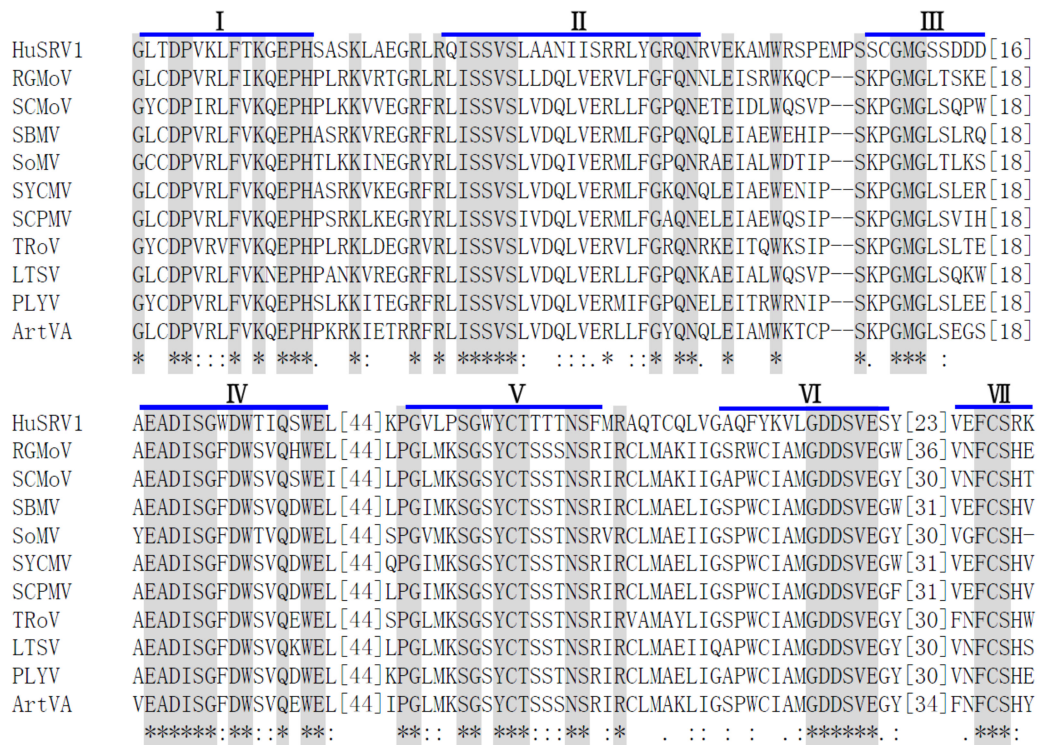 I II III
HuSRV1 GLTDPVKLFTKGEPHSASKLAEGRLRQISSVSLAANIISRRLYGRQNRVEKAMWRSPEMPSSCGMGSSDDD[16]
RGMoV GLCDPVRLFIKQEPHPLRKVRTGRLRLISSVSLLDQLVERVLFGFQNNLEISRWKQCP--SKPGMGLTSKE[18]
SCMoV GYCDPIRLFVKQEPHPLKKVVEGRFRLISSVSLVDQLVERLLFGPQNETEIDLWQSVP--SKPGMGLSQPW[18]
SBMV GLCDPVRLFVKQEPHASRKVREGRFRLISSVSLVDQLVERMLFGPQNQLEIAEWEHIP--SKPGMGLSLRQ[18]
SoMV GCCDPVRLFVKQEPHTLKKINEGRYRLISSVSLVDQIVERLLFGPQNRAEIALWDTIP--SKPGMGLTLKS[18]
SYCMV GLCDPVRLFVKQEPHASRKVKEGRFRLISSVSLVDQLVERMLFGKQNQLEIAEWENIP--SKPGMGLSLER[18]
SCPMV GLCDPVRLFVKQEPHPSRKLKEGRYRLISSVSIVDQLVERMLFGAQNELEIAEWQSIP--SKPGMGLSVIH[18]
TRoV GYCDPVRVFVKQEPHPLRKLDEGRVRLISSVSLVDQLVERVLFGRQNRKEITQWKSIP--SKPGMGLSLTE[18]
LTSV GLCDPVRLFVKNEPHPANKVREGRFRLISSVSLVDQLVERLLFGPQNKAEIALWQSVP--SKPGMGLSQKW[18]
PLYV GYCDPVRLFVKQEPHSLKKITEGRFRLISSVSLVDQLVERMIFGPQNELEITRWRNIP--SKPGMGLSLEE[18]
ArtVA GLCDPVRLFVKQEPHPKRKIETRRFRLISSVSLVDQLVERLLFGYQNQLEIAMWKTCP--SKPGMGLSEGS[18]
* **:::* * ***. *: * * ***** :::.* ::* **. * * *. *** :
IV V VI VII
HuSRV1 AEADISGWDWTIQSWEL[44]KPGVLPSGWYCTTTTNSFMRAQTCQLVGAQFYKVLGDDSVESY[23]VEFCSRK
RGMoV AEADISGFDWSVQHWEL[44]LPGLMKSGSYCTSSSNSRIRCLMAKIIGSRWCIAMGDDSVEGW[36]VNFCSHE
SCMoV AEADISGFDWSVQSWEI[44]LPGLMKSGSYCTSSTNSRIRCLMAKIIGAPWCIAMGDDSVEGY[30]VNFCSHT
SBMV AEADISGFDWSVQDWEL[44]LPGIMKSGSYCTSSTNSRIRCLMAELIGSPWCIAMGDDSVEGW[31]VEFCSHV
SoMV YEADISGFDWTVQDWEL[44]SPGVMKSGSYCTSSTNSRVRCLMAEIIGSPWCIAMGDDSVEGY[30]VGFCSH-
SYCMV AEADISGFDWSVQDWEL[44]QPGIMKSGSYCTSSTNSRIRCLMAELIGSPWCIAMGDDSVEGW[31]VEFCSHV
SCPMV AEADISGFDWSVQDWEL[44]LPGIMKSGSYCTSSTNSRIRCLMAELIGSPWCIAMGDDSVEGF[31]VEFCSHV
TRoV AEADISGFDWSVQEWEL[44]SPGLMKSGSYCTSSTNSRIRVAMAYLIGSPWCIAMGDDSVEGY[30]FNFCSHW
LTSV AEADISGFDWSVQKWEL[44]LPGLMKSGSYCTSSTNSRIRCLMAELIIQAPWCIAMGDDSVEGY[30]VNFCSHS
PLYV AEADISGFDWSVQDWEL[44]KPGLMKSGSYCTSSTNSRIRCLMAELIGSPWCIAMGDDSVEGY[30]VNFCSHE
ArtVA VEADISGFDWSVQEWEL[44]IPGLMKSGSYCTSSTNSRIRCLMAKLIGSPWCIAMGDDSVEGY[34]FNFCSHY
******:**::* **: **:: ** ***:::**::* . :: : .:****** . ***: